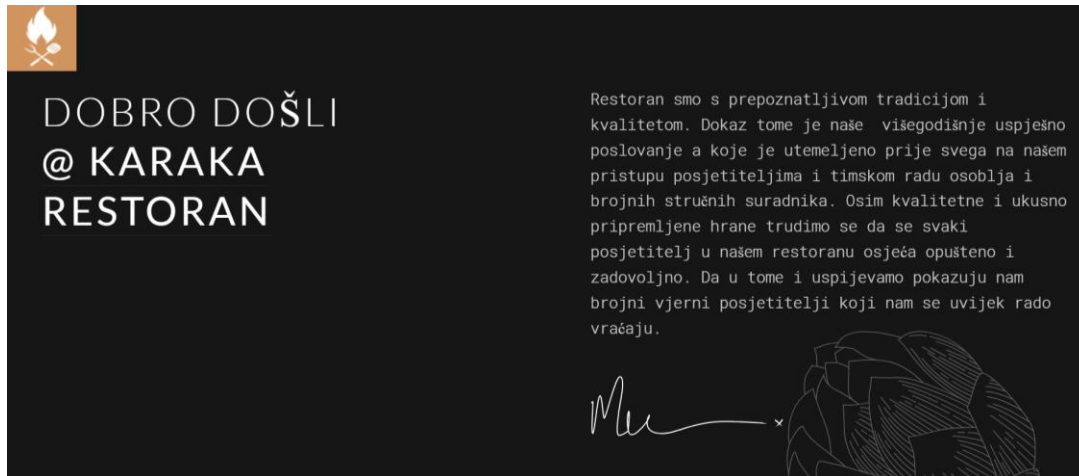 DOBRO DOŠLI
@ KARAKA
RESTORAN
Restoran smo s prepoznatljivom tradicijom i
kvalitetom. Dokaz tome je naše  višegodišnje uspješno
poslovanje a koje je utemeljeno prije svega na našem
pristupu posjetiteljima i timskom radu osoblja i
brojnih stručnih suradnika. Osim kvalitetne i ukusno
pripremljene hrane trudimo se da se svaki
posjetitelj u našem restoranu osjeća opušteno i
zadovoljno. Da u tome i uspijevamo pokazuju nam
brojni vjerni posjetitelji koji nam se uvijek rado
vraćaju.